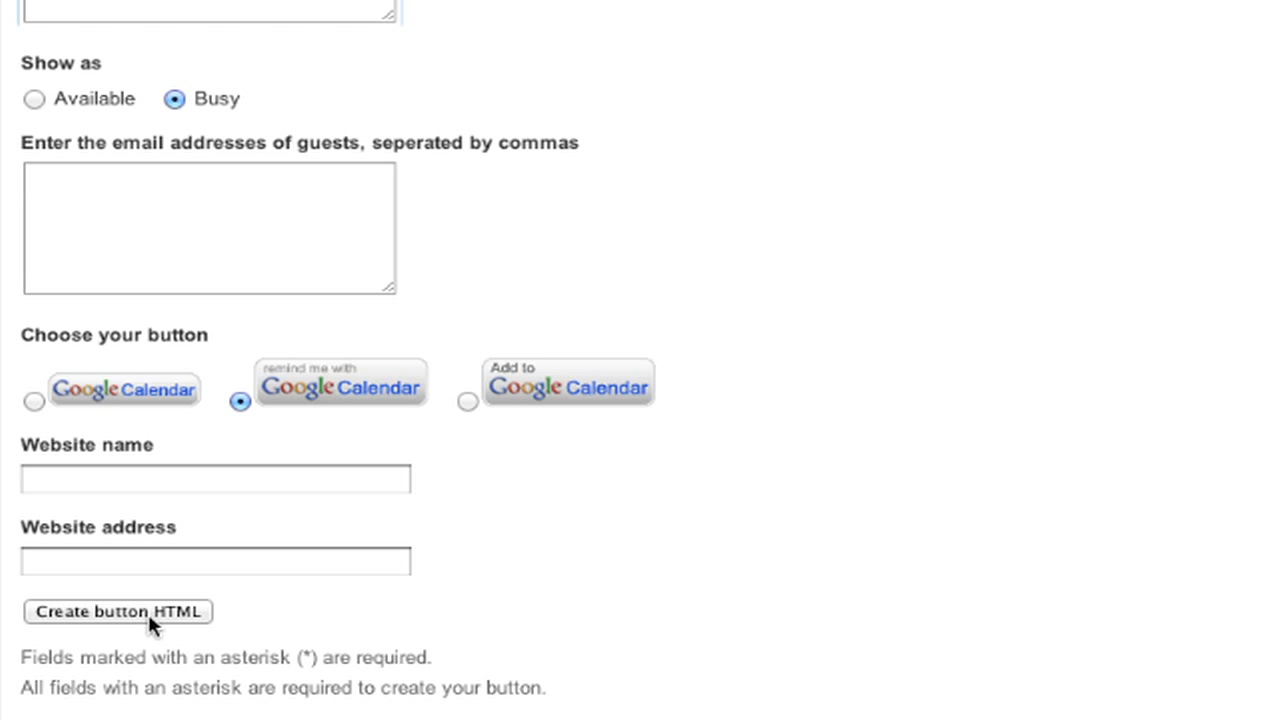 Show as
Available Busy
Enter the email addresses of guests, seperated by commas
Choose your button
Google Calendar
remind me with
Google Calendar
Add to
Google Calendar
Website name
Website address
Create button HTML
Fields marked with an asterisk (*) are required.
All fields with an asterisk are required to create your button.